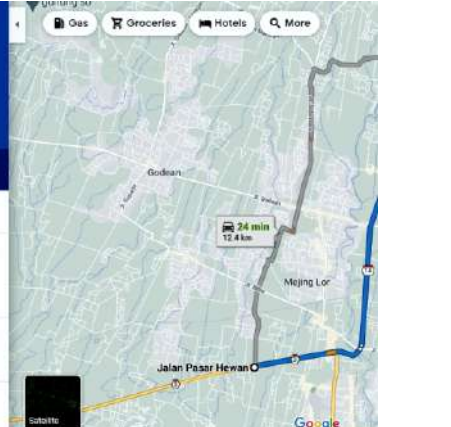 Gas
Groceries
Hotels
More
Godean
24 min
12.4 km
Mejing Lor
Jalan Pasar Hewan
Satellite
Google